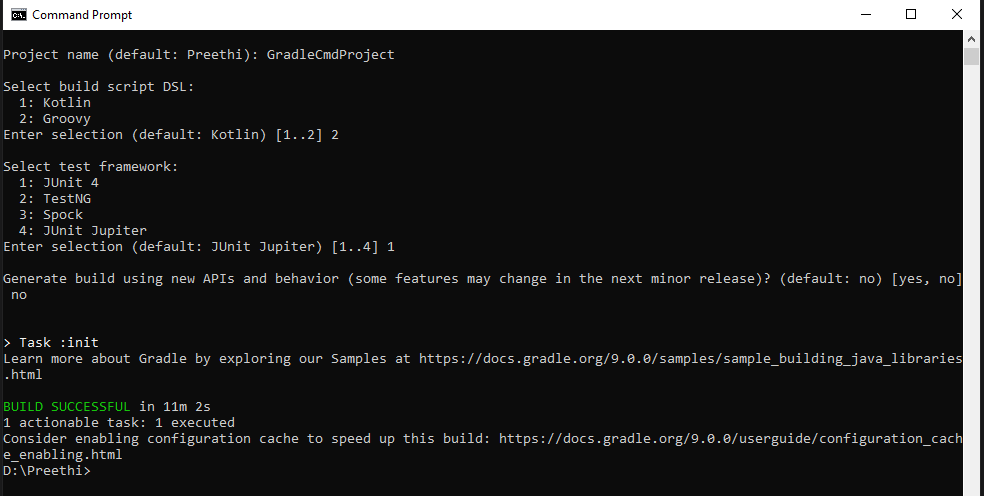 Command Prompt
Project name (default: Preethi): GradleCmdProject
Select build script DSL:
1: Kotlin
2: Groovy
Enter selection (default: Kotlin) [1..2] 2
Select test framework:
1: JUnit 4
2: TestNG
3: Spock
4: JUnit Jupiter
Enter selection (default: JUnit Jupiter) [1..4] 1
Generate build using new APIs and behavior (some features may change in the next minor release)? (default: no) [yes, no]
no
> Task :init
Learn more about Gradle by exploring our Samples at https://docs.gradle.org/9.0.0/samples/sample_building_java_libraries
.html
BUILD SUCCESSFUL in 11m 2s
1 actionable task: 1 executed
Consider enabling configuration cache to speed up this build: https://docs.gradle.org/9.0.0/userguide/configuration_cach
e_enabling.html
D:\Preethi>